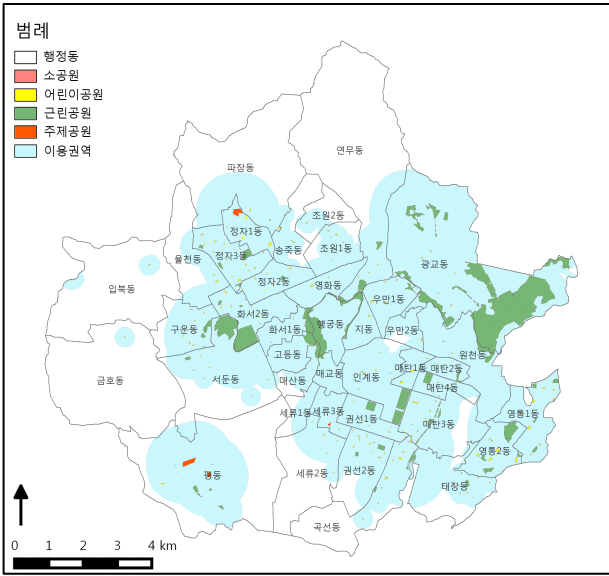 범례
행정동
소공원
어린이공원
근린공원
주제공원
이용권역
연무동
파장동
조원2동
정자1동
송죽동
조원1동
율천동
정자3동
광교동
정자2동
영화동
입북동
우만1동
화서2동
행궁동
구운동
화서1동
지동
우만2동
고등동
원천동
매탄1동
매탄2동
매교동
인계동
금호동
서둔동
매산동
매탄4동
세류1동
세류3동
권선1동
매탄3동
영통1동
영통2동
평동
세류2동
권선2동
태장동
곡선동
0 1 2 3 4 km